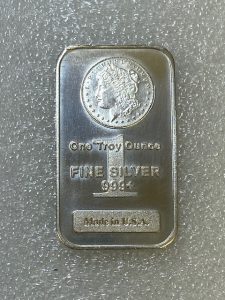 One Troy Ounce
1
FINE SILVER
999+
Made in U.S.A.